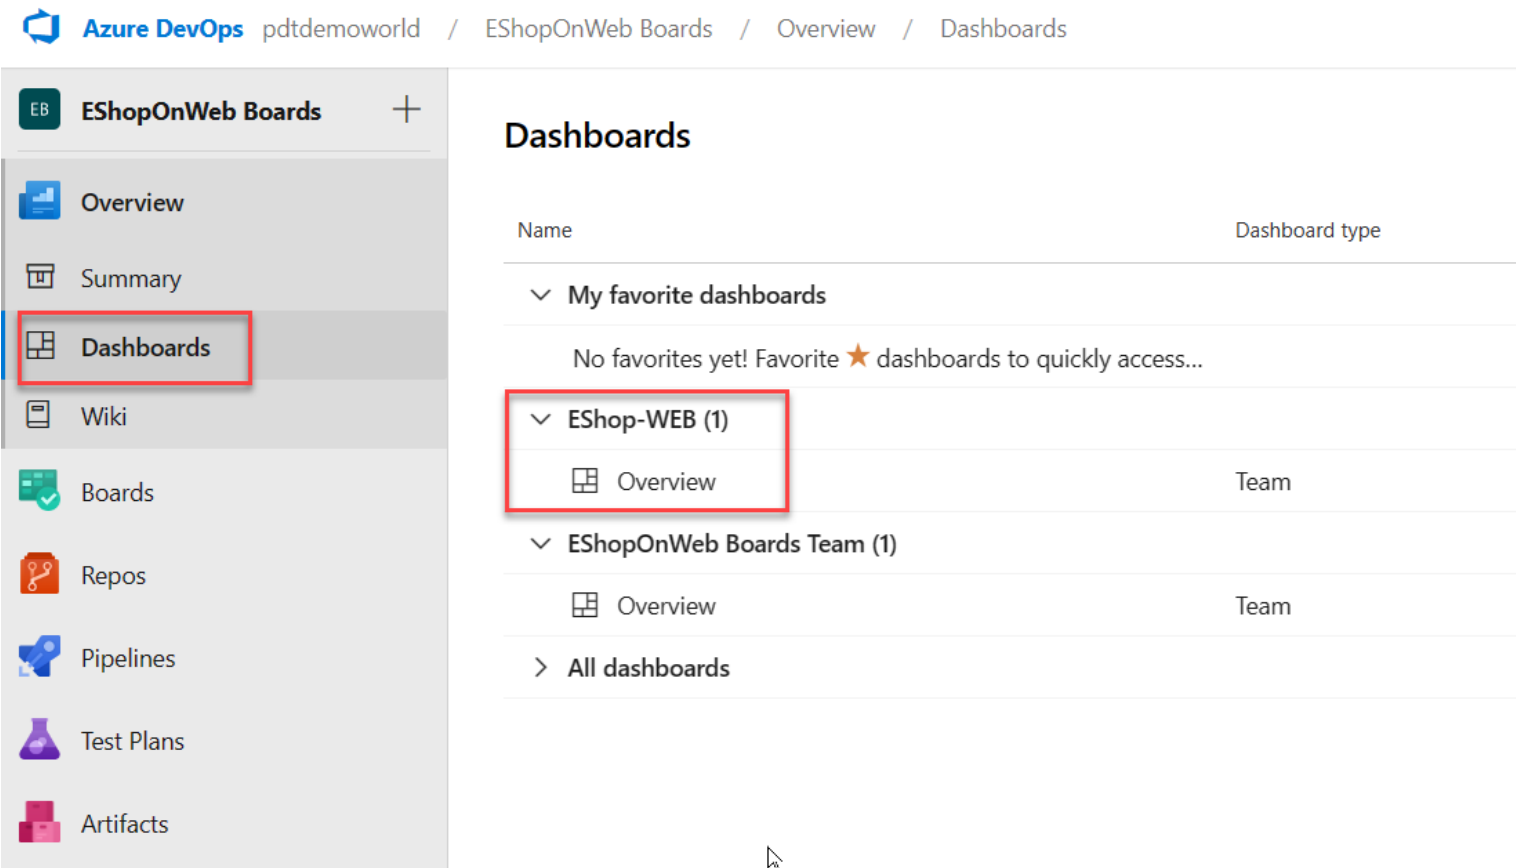 Azure DevOps pdtdemoworld / EShopOnWeb Boards / Overview / Dashboards
EB EShopOnWeb Boards +
Overview
Summary
Dashboards
Wiki
Boards
Repos
Pipelines
Test Plans
Artifacts
Dashboards
Name Dashboard type
My favorite dashboards
No favorites yet! Favorite ★ dashboards to quickly access...
EShop-WEB (1)
Overview Team
EShopOnWeb Boards Team (1)
Overview Team
All dashboards